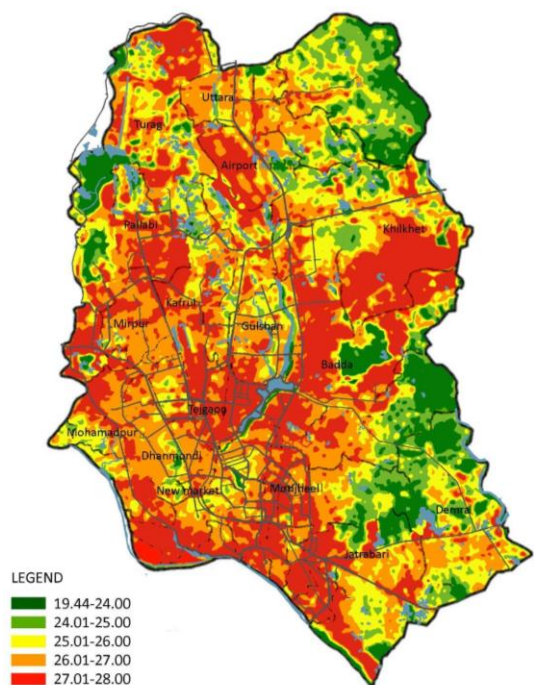 Uttara
Turag
Airport
Pallabi
Khilkhet
Kafrul
Mirpur
Gulshan
Badda
Tejgaon
Mohamadpur
Dhanmondi
New market
Motijheel
Demra
Jatrabari
LEGEND
19.44-24.00
24.01-25.00
25.01-26.00
26.01-27.00
27.01-28.00